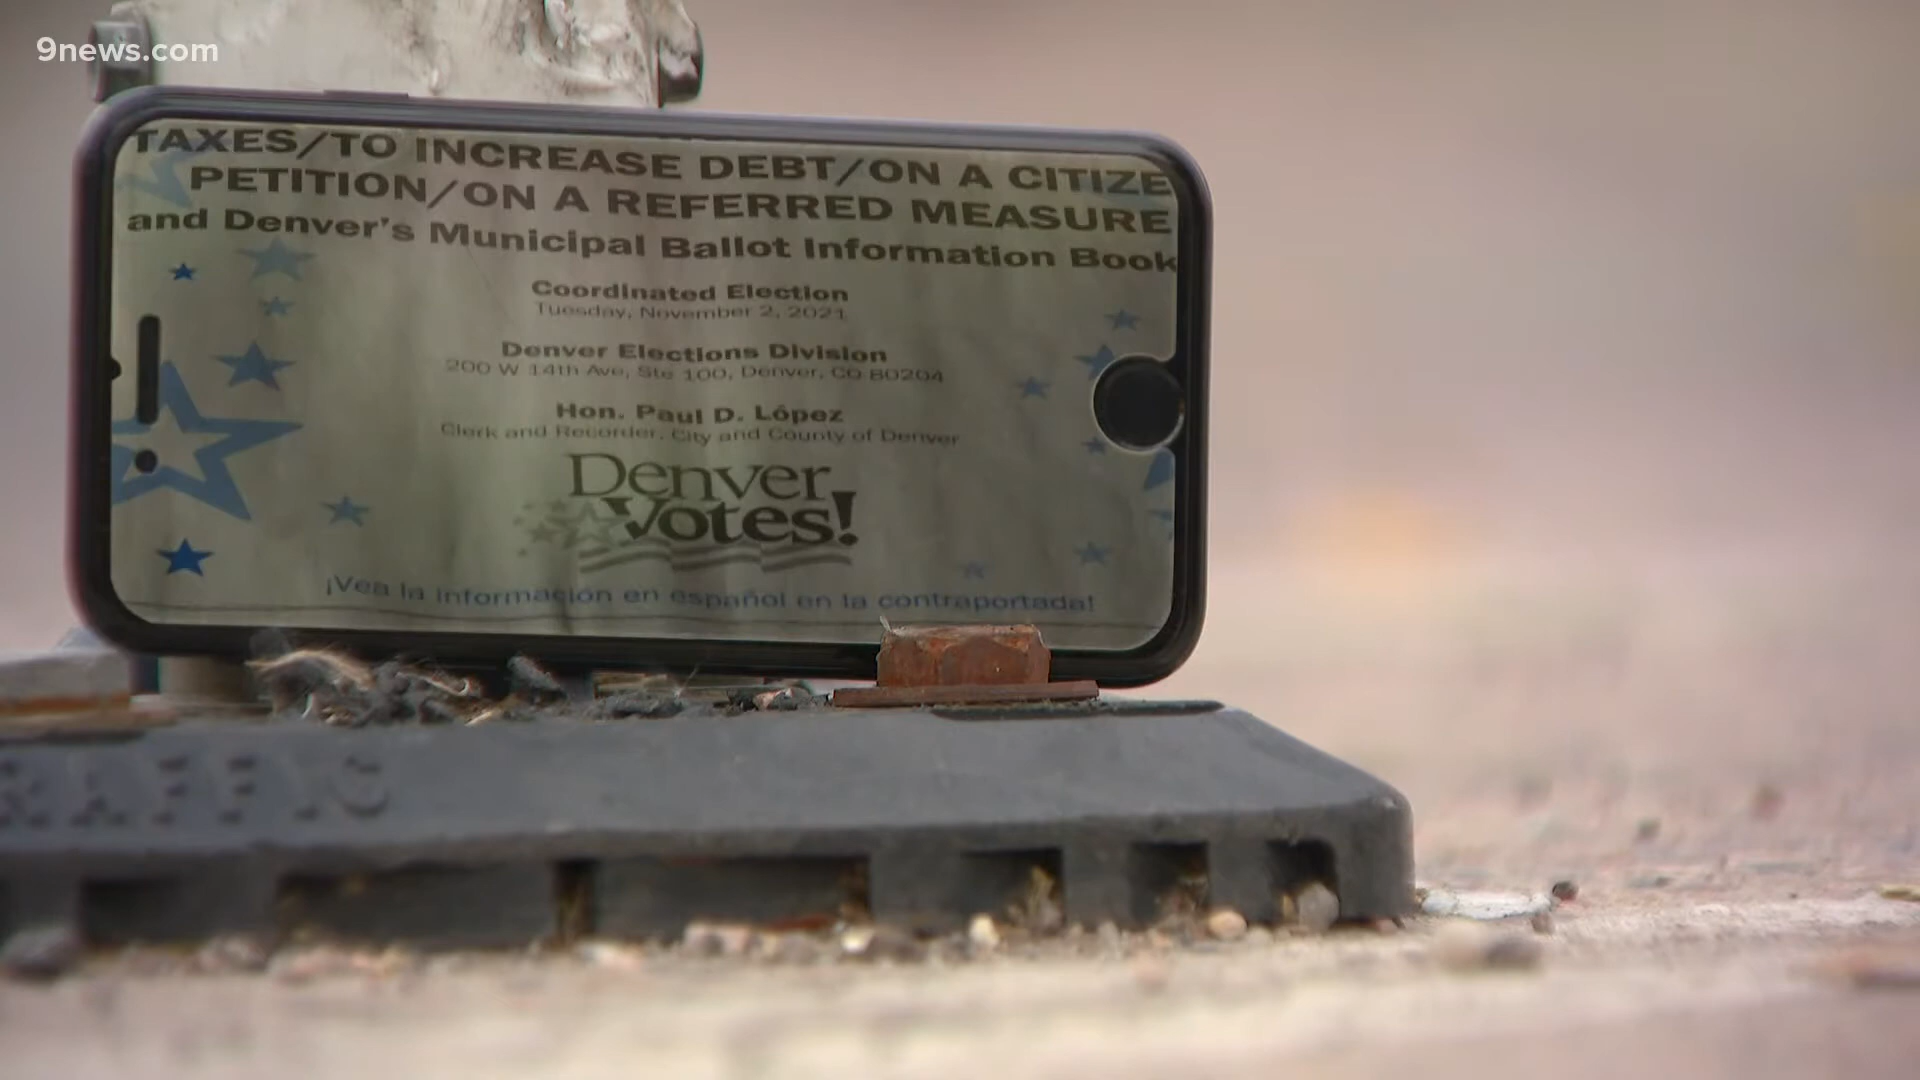 9news.com
TAXES/TO INCREASE DEBT/ON A CITIZE
PETITION/ON A REFERRED MEASURE
and Denver's Municipal Ballot Information Book
Coordinated Election
Tuesday, November 2, 2021
Denver Elections Division
200 W 14th Ave, Ste 100, Denver, CO 80204
Hon. Paul D. López
Clerk and Recorder, City and County of Denver
Denver
Votes!
¡Vea la información en español en la contraportada!
RAFFIC